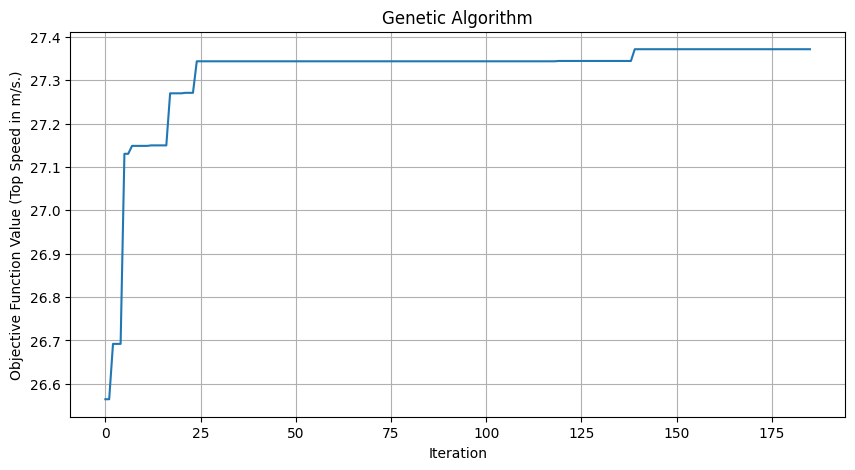 Genetic Algorithm
Objective Function Value (Top Speed in m/s.)
27.4
27.3
27.2
27.1
27.0
26.9
26.8
26.7
26.6
0 25 50 75 100 125 150 175
Iteration